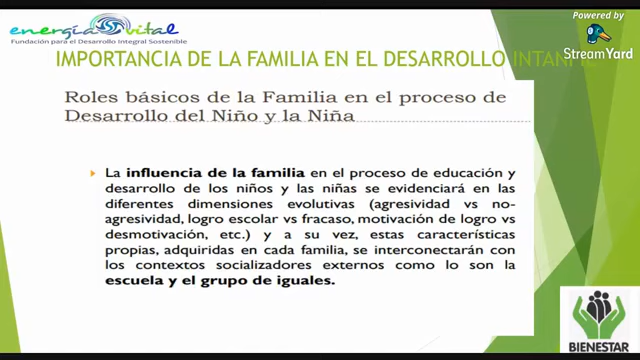 energía vital
Fundación para el Desarrollo Integral Sostenible
Powered by
StreamYard
IMPORTANCIA DE LA FAMILIA EN EL DESARROLLO
Roles básicos de la Familia en el proceso de
Desarrollo del Niño y la Niña
La influencia de la familia en el proceso de educación y
desarrollo de los niños y las niñas se evidenciará en las
diferentes dimensiones evolutivas (agresividad vs no-
agresividad, logro escolar vs fracaso, motivación de logro vs
desmotivación, etc.) y a su vez, estas características
propias, adquiridas en cada familia, se interconectarán con
los contextos socializadores externos como lo son la
escuela y el grupo de iguales.
BIENESTAR